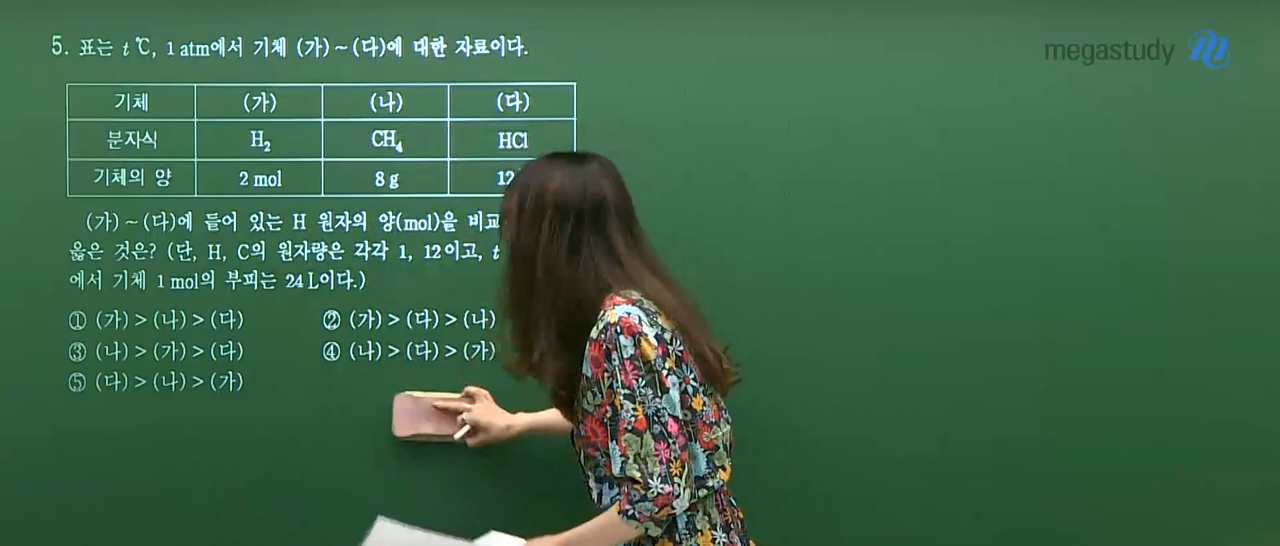 5. 표는 t ℃, 1 atm에서 기체 (가) ~ (다)에 대한 자료이다.
megastudy
기체 (가) (나) (다)
분자식 H₂ CH₄ HCl
기체의 양 2 mol 8 g 12
(가) ~ (다)에 들어 있는 H 원자의 양(mol)을 비교
옳은 것은? (단, H, C의 원자량은 각각 1, 12이고, t
에서 기체 1 mol의 부피는 24 L이다.)
① (가) > (나) > (다) ② (가) > (다) > (나)
③ (나) > (가) > (다) ④ (나) > (다) > (가)
⑤ (다) > (나) > (가)